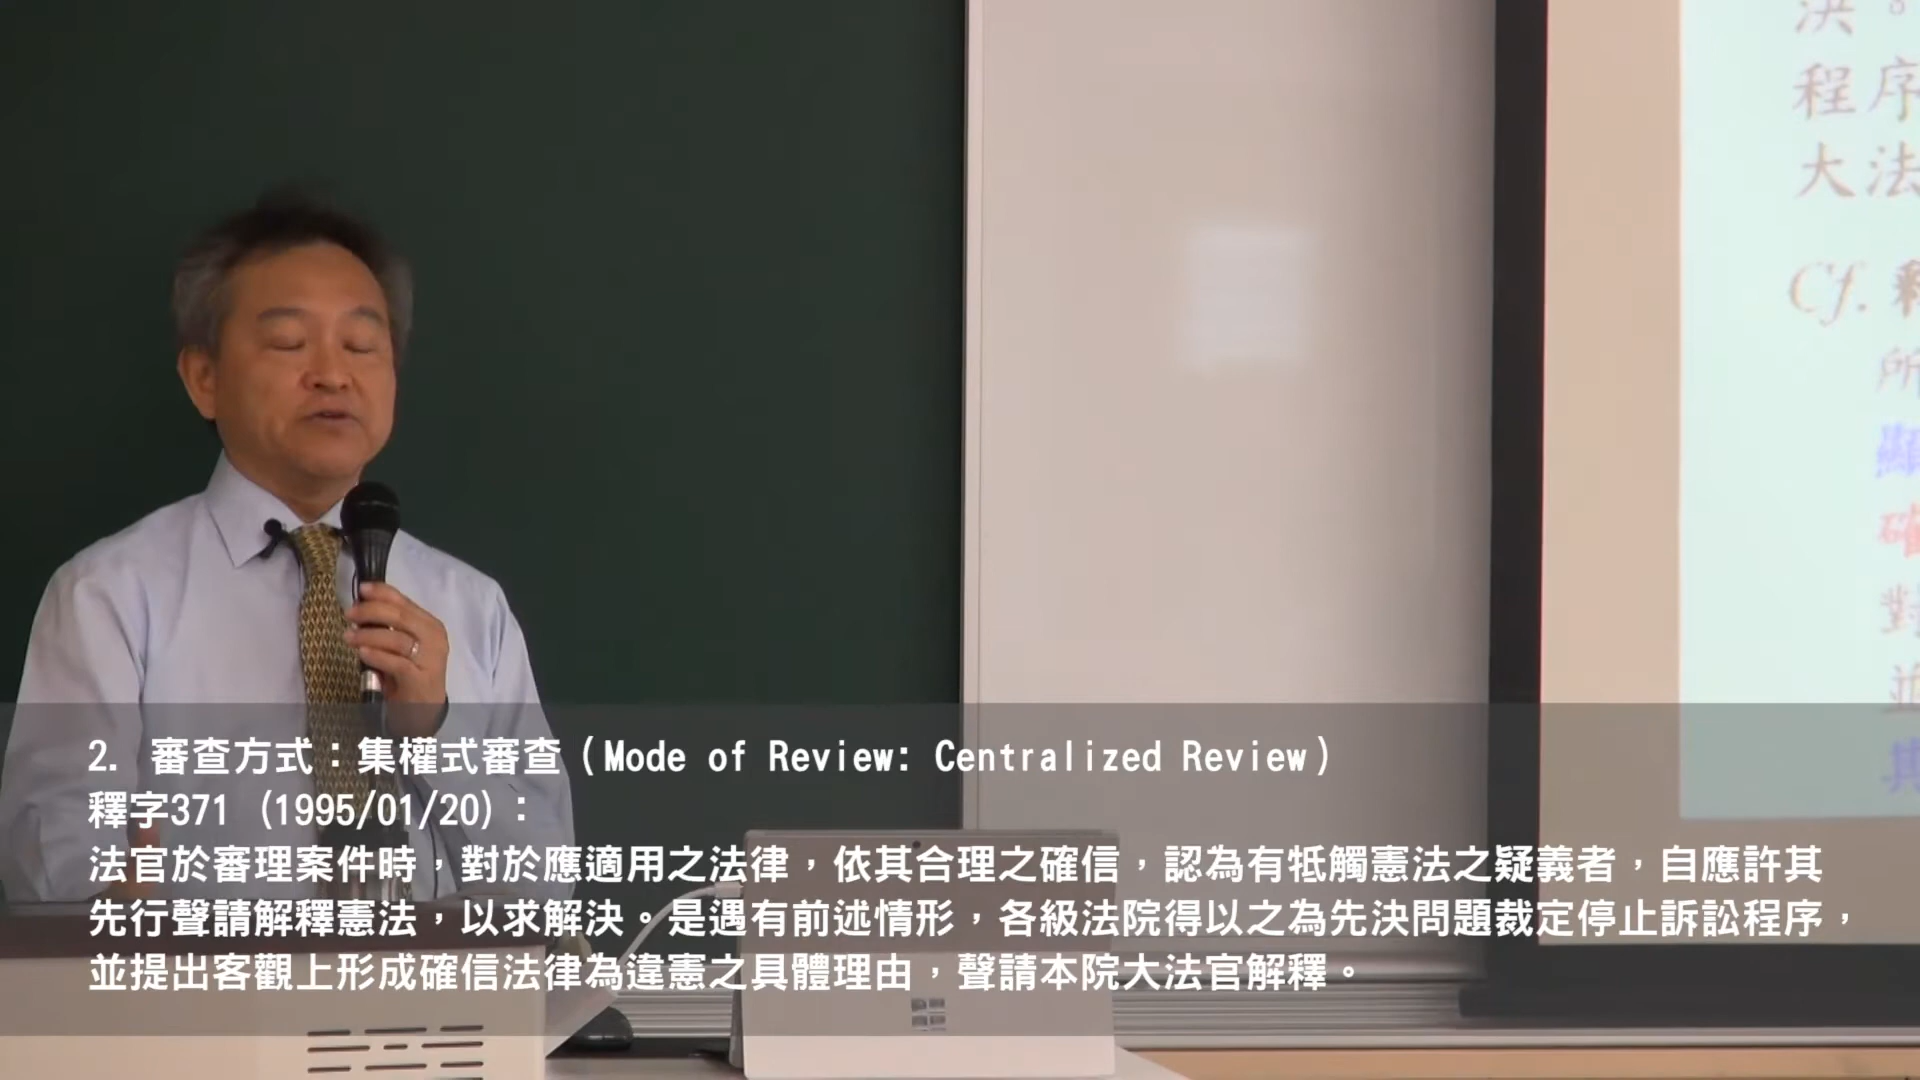 決。
程序
大法
Cf. 釋
所
顯
確
對
並
其
2. 審查方式：集權式審查（Mode of Review: Centralized Review）
釋字371 (1995/01/20)：
法官於審理案件時，對於應適用之法律，依其合理之確信，認為有牴觸憲法之疑義者，自應許其
先行聲請解釋憲法，以求解決。是遇有前述情形，各級法院得以之為先決問題裁定停止訴訟程序，
並提出客觀上形成確信法律為違憲之具體理由，聲請本院大法官解釋。